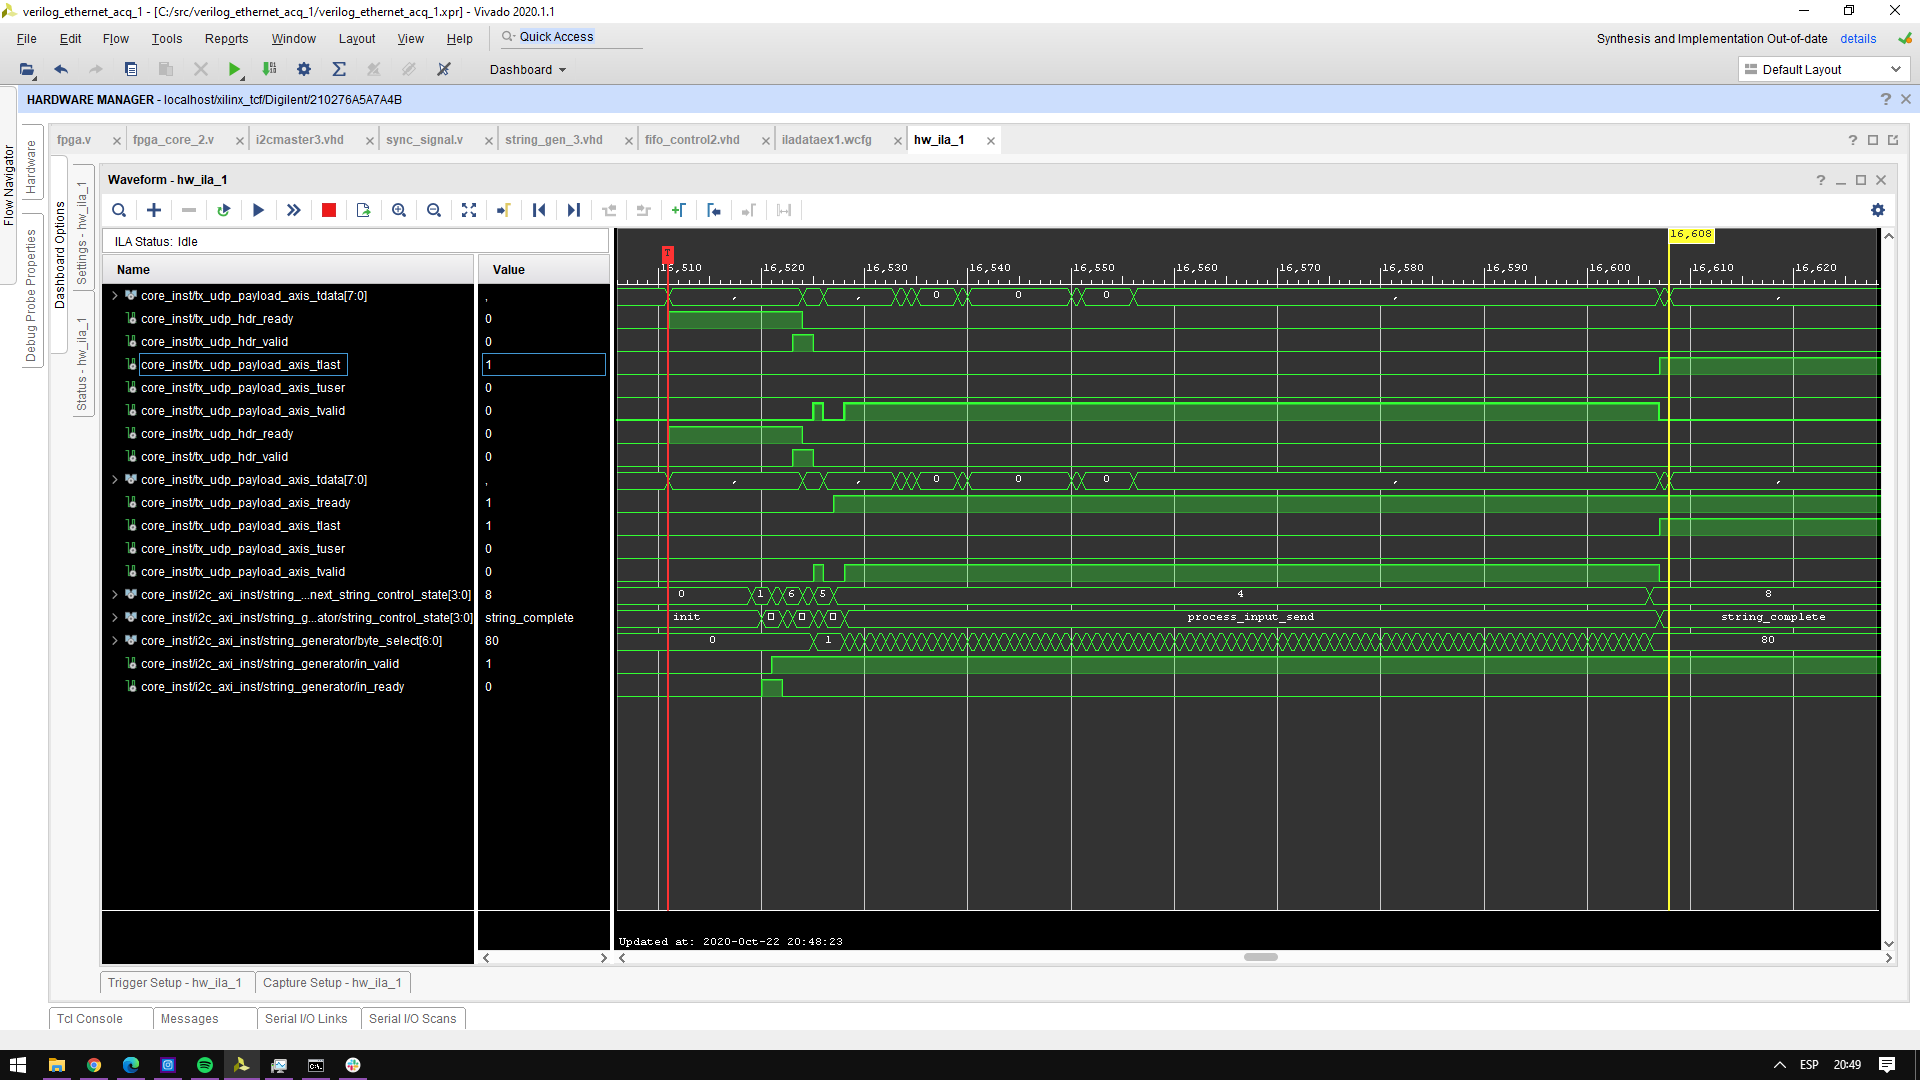 verilog_ethernet_acq_1 - [C:/src/verilog_ethernet_acq_1/verilog_ethernet_acq_1.xpr] - Vivado 2020.1.1
File Edit Flow Tools Reports Window Layout View Help Quick Access
Synthesis and Implementation Out-of-date details
Dashboard
Default Layout
HARDWARE MANAGER - localhost/xilinx_tcf/Digilent/210276A5A7A4B
Flow Navigator
Hardware
Debug Probe Properties
Dashboard Options
Settings - hw_ila_1
Status - hw_ila_1
fpga.v fpga_core_2.v i2cmaster3.vhd sync_signal.v string_gen_3.vhd fifo_control2.vhd iladataex1.wcfg hw_ila_1
Waveform - hw_ila_1
ILA Status: Idle
16,608
T
Name Value
16,510 16,520 16,530 16,540 16,550 16,560 16,570 16,580 16,590 16,600 16,610 16,620
core_inst/tx_udp_payload_axis_tdata[7:0] , , , 0 0 0 , ,
core_inst/tx_udp_hdr_ready 0
core_inst/tx_udp_hdr_valid 0
core_inst/tx_udp_payload_axis_tlast 1
core_inst/tx_udp_payload_axis_tuser 0
core_inst/tx_udp_payload_axis_tvalid 0
core_inst/tx_udp_hdr_ready 0
core_inst/tx_udp_hdr_valid 0
core_inst/tx_udp_payload_axis_tdata[7:0] , , , 0 0 0 , ,
core_inst/tx_udp_payload_axis_tready 1
core_inst/tx_udp_payload_axis_tlast 1
core_inst/tx_udp_payload_axis_tuser 0
core_inst/tx_udp_payload_axis_tvalid 0
core_inst/i2c_axi_inst/string_...next_string_control_state[3:0] 8 0 1 6 5 4 8
core_inst/i2c_axi_inst/string_g...ator/string_control_state[3:0] string_complete init process_input_send string_complete
core_inst/i2c_axi_inst/string_generator/byte_select[6:0] 80 0 1 80
core_inst/i2c_axi_inst/string_generator/in_valid 1
core_inst/i2c_axi_inst/string_generator/in_ready 0
Updated at: 2020-Oct-22 20:48:23
Trigger Setup - hw_ila_1 Capture Setup - hw_ila_1
Tcl Console Messages Serial I/O Links Serial I/O Scans
ESP 20:49